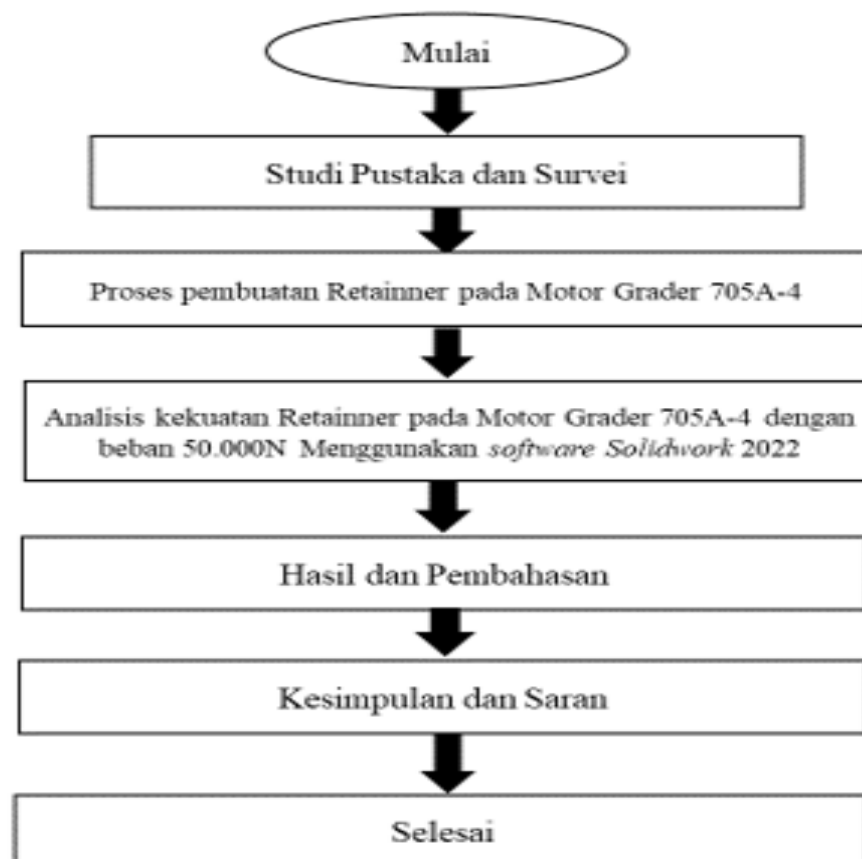 Mulai
Studi Pustaka dan Survei
Proses pembuatan Retainner pada Motor Grader 705A-4
Analisis kekuatan Retainner pada Motor Grader 705A-4 dengan
beban 50.000N Menggunakan software Solidwork 2022
Hasil dan Pembahasan
Kesimpulan dan Saran
Selesai